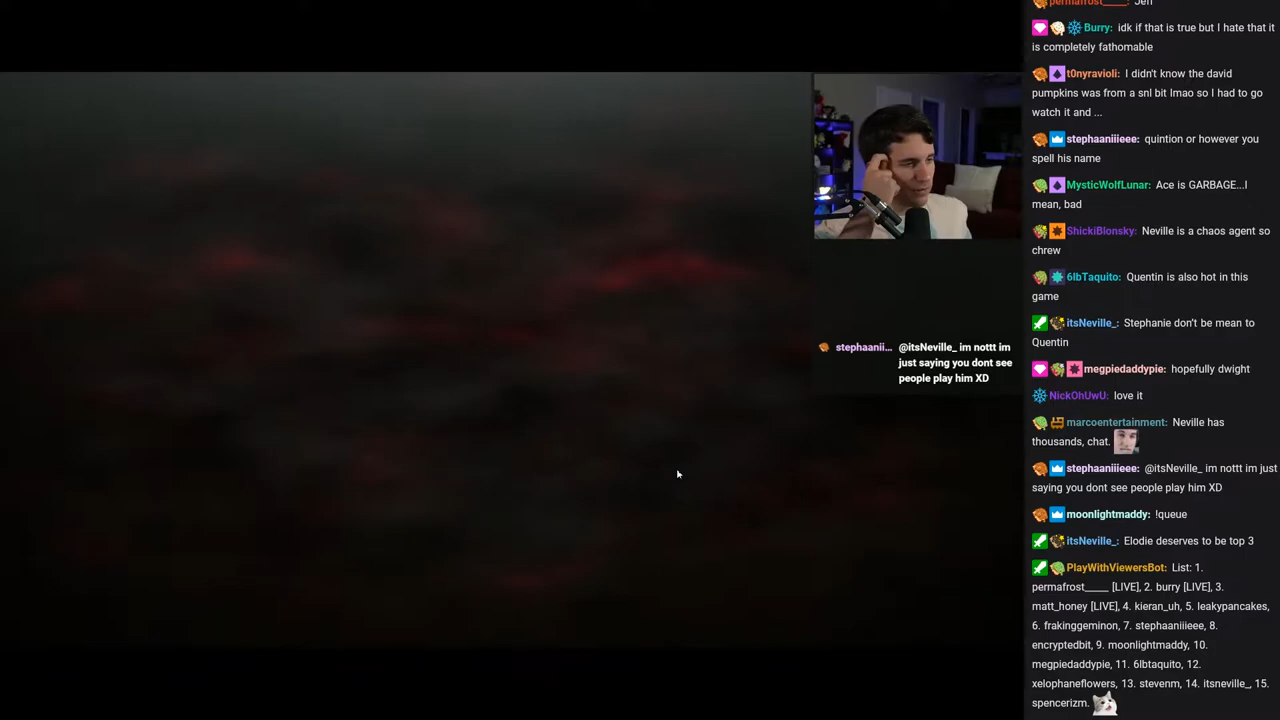 permafrost_____: Jeff
Burry: idk if that is true but I hate that it
is completely fathomable
t0nyravioli: I didn't know the david
pumpkins was from a snl bit lmao so I had to go
watch it and ...
stephaaniiieee: quintion or however you
spell his name
MysticWolfLunar: Ace is GARBAGE...I
mean, bad
ShickiBlonsky: Neville is a chaos agent so
chrew
6lbTaquito: Quentin is also hot in this
game
itsNeville_: Stephanie don't be mean to
Quentin
megpiedaddypie: hopefully dwight
NickOhUwU: love it
marcoentertainment: Neville has
thousands, chat.
stephaaniiieee: @itsNeville_ im nottt im just
saying you dont see people play him XD
moonlightmaddy: !queue
itsNeville_: Elodie deserves to be top 3
PlayWithViewersBot: List: 1.
permafrost_____ [LIVE], 2. burry [LIVE], 3.
matt_honey [LIVE], 4. kieran_uh, 5. leakypancakes,
6. frakinggeminon, 7. stephaaniiieee, 8.
encryptedbit, 9. moonlightmaddy, 10.
megpiedaddypie, 11. 6lbtaquito, 12.
xelophaneflowers, 13. stevenm, 14. itsneville_, 15.
spencerizm.
stephaanii... @itsNeville_ im nottt im
just saying you dont see
people play him XD